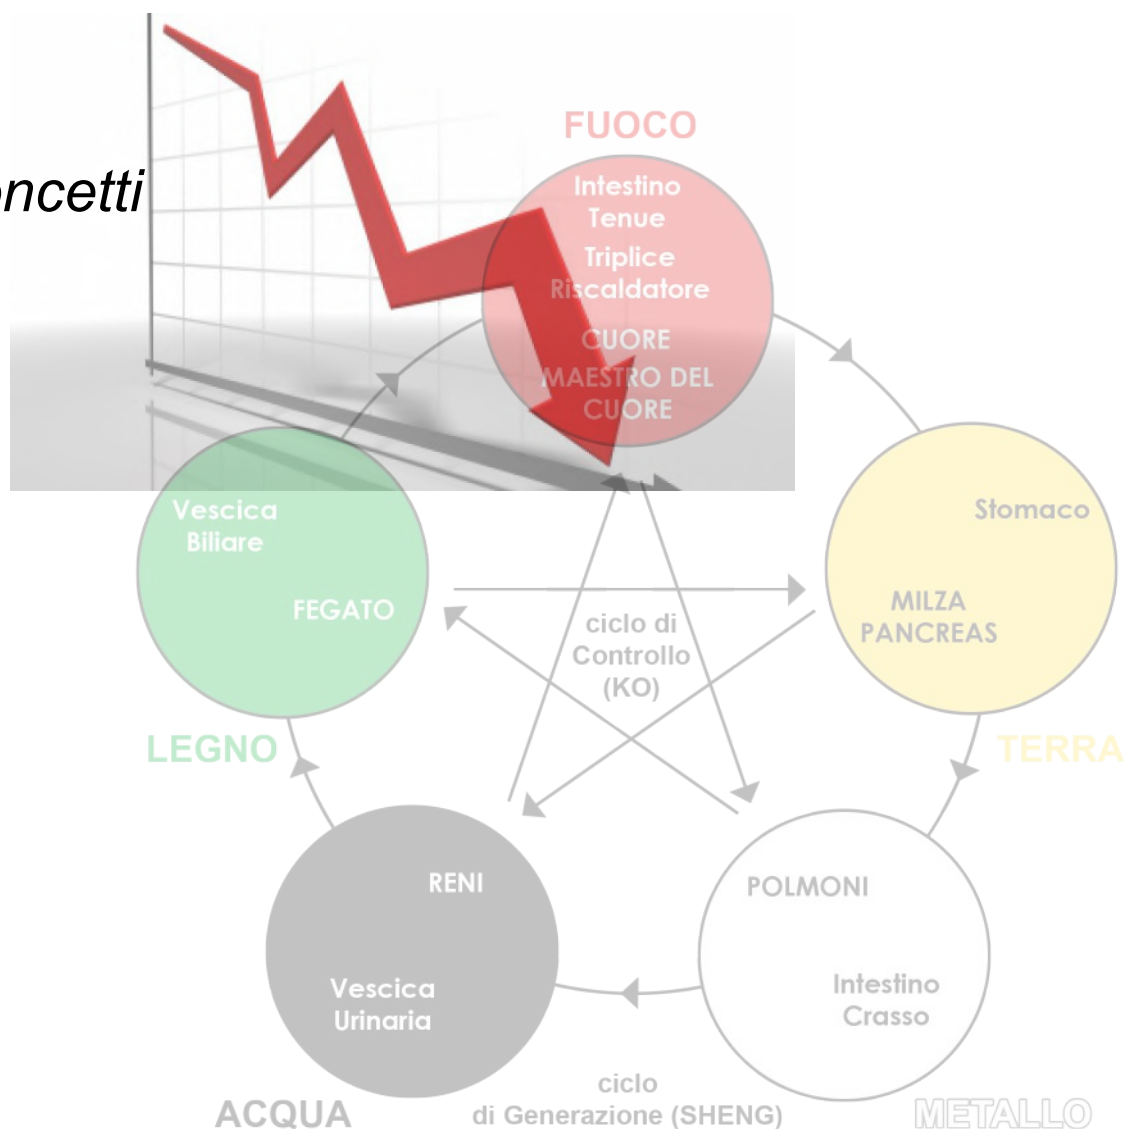 FUOCO
Intestino
Tenue
Triplice
Riscaldatore
CUORE
MAESTRO DEL
CUORE
Vescica
Biliare
FEGATO
LEGNO
Stomaco
MILZA
PANCREAS
TERRA
ciclo di
Controllo
(KO)
RENI
Vescica
Urinaria
ACQUA
POLMONI
Intestino
Crasso
METALLO
ciclo
di Generazione (SHENG)